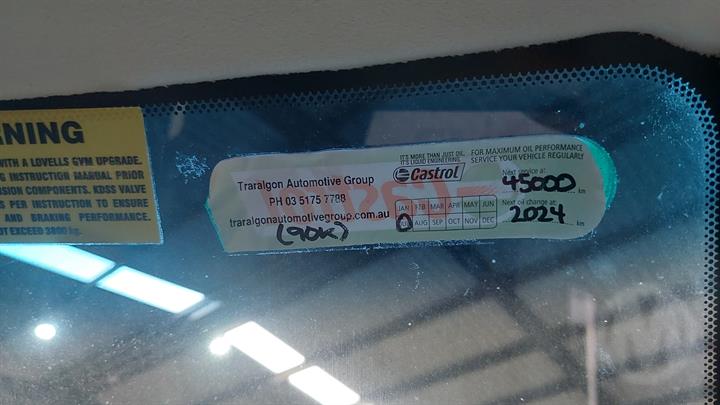 NING
WITH A LOVELLS GVM UPGRADE.
INSTRUCTION MANUAL PRIOR
SION COMPONENTS. KDSS VALVE
S PER INSTRUCTION TO ENSURE
AND BRAKING PERFORMANCE.
OT EXCEED 3800 kg.
Traralgon Automotive Group
PH 03 5175 7788
traralgonautomotivegroup.com.au
(90K)
IT'S MORE THAN JUST OIL.
IT'S LIQUID ENGINEERING.
Castrol
JAN FEB MAR APR MAY JUN
AUG SEP OCT NOV DEC
FOR MAXIMUM OIL PERFORMANCE
SERVICE YOUR VEHICLE REGULARLY
Next service at:
45000 km
Next oil change at:
2024 km